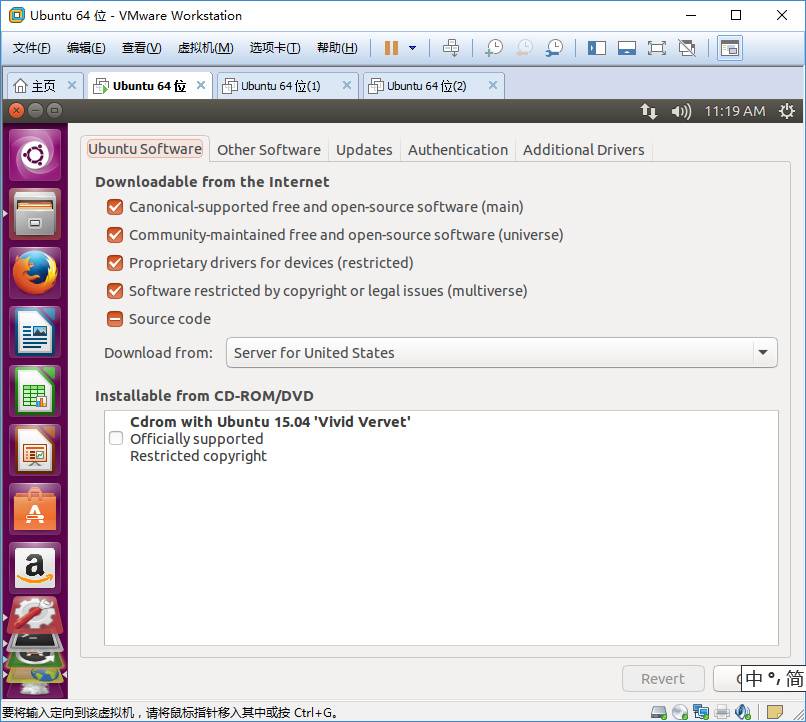 Ubuntu 64 位 - VMware Workstation
文件(F) 编辑(E) 查看(V) 虚拟机(M) 选项卡(T) 帮助(H)
主页 Ubuntu 64 位 Ubuntu 64 位(1) Ubuntu 64 位(2)
11:19 AM
Ubuntu Software Other Software Updates Authentication Additional Drivers
Downloadable from the Internet
Canonical-supported free and open-source software (main)
Community-maintained free and open-source software (universe)
Proprietary drivers for devices (restricted)
Software restricted by copyright or legal issues (multiverse)
Source code
Download from: Server for United States
Installable from CD-ROM/DVD
Cdrom with Ubuntu 15.04 'Vivid Vervet'
Officially supported
Restricted copyright
Revert
中 °, 简
要将输入定向到该虚拟机，请将鼠标指针移入其中或按 Ctrl+G。